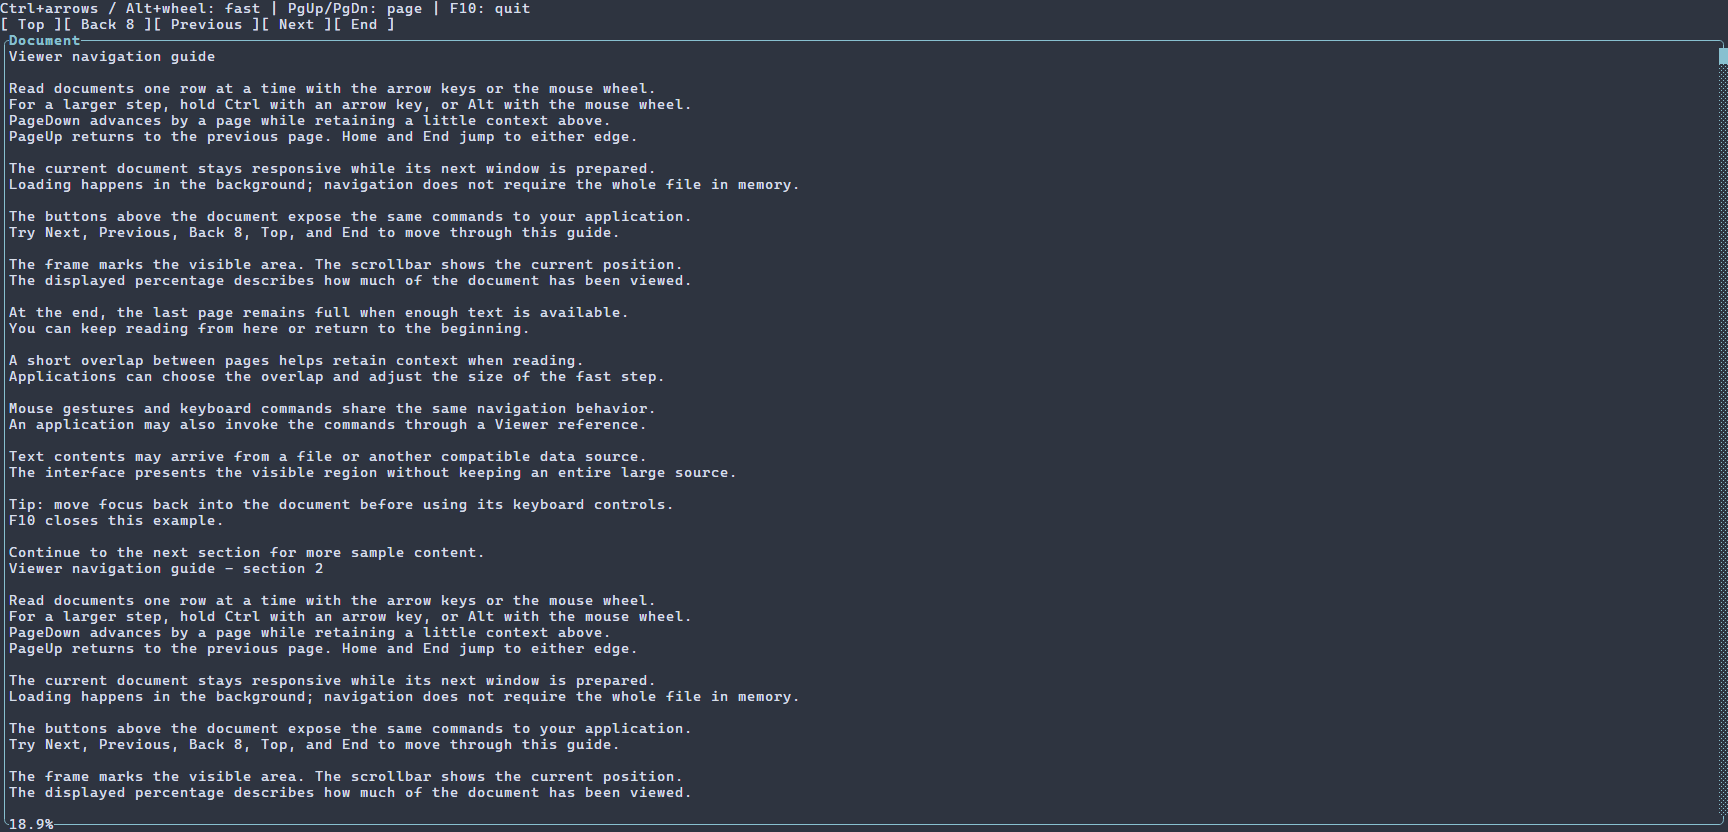 Ctrl+arrows / Alt+wheel: fast | PgUp/PgDn: page | F10: quit
[ Top ][ Back 8 ][ Previous ][ Next ][ End ]
Document
Viewer navigation guide
Read documents one row at a time with the arrow keys or the mouse wheel.
For a larger step, hold Ctrl with an arrow key, or Alt with the mouse wheel.
PageDown advances by a page while retaining a little context above.
PageUp returns to the previous page. Home and End jump to either edge.
The current document stays responsive while its next window is prepared.
Loading happens in the background; navigation does not require the whole file in memory.
The buttons above the document expose the same commands to your application.
Try Next, Previous, Back 8, Top, and End to move through this guide.
The frame marks the visible area. The scrollbar shows the current position.
The displayed percentage describes how much of the document has been viewed.
At the end, the last page remains full when enough text is available.
You can keep reading from here or return to the beginning.
A short overlap between pages helps retain context when reading.
Applications can choose the overlap and adjust the size of the fast step.
Mouse gestures and keyboard commands share the same navigation behavior.
An application may also invoke the commands through a Viewer reference.
Text contents may arrive from a file or another compatible data source.
The interface presents the visible region without keeping an entire large source.
Tip: move focus back into the document before using its keyboard controls.
F10 closes this example.
Continue to the next section for more sample content.
Viewer navigation guide — section 2
Read documents one row at a time with the arrow keys or the mouse wheel.
For a larger step, hold Ctrl with an arrow key, or Alt with the mouse wheel.
PageDown advances by a page while retaining a little context above.
PageUp returns to the previous page. Home and End jump to either edge.
The current document stays responsive while its next window is prepared.
Loading happens in the background; navigation does not require the whole file in memory.
The buttons above the document expose the same commands to your application.
Try Next, Previous, Back 8, Top, and End to move through this guide.
The frame marks the visible area. The scrollbar shows the current position.
The displayed percentage describes how much of the document has been viewed.
18.9%